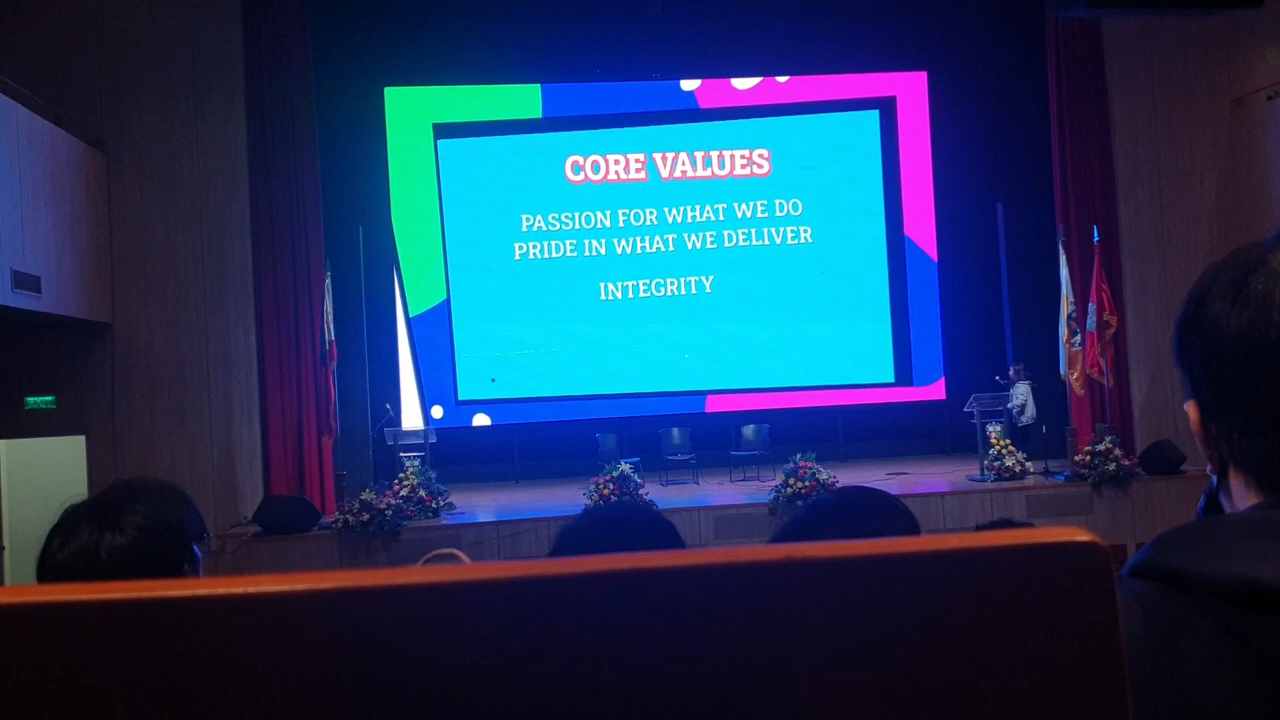 CORE VALUES
PASSION FOR WHAT WE DO
PRIDE IN WHAT WE DELIVER
INTEGRITY